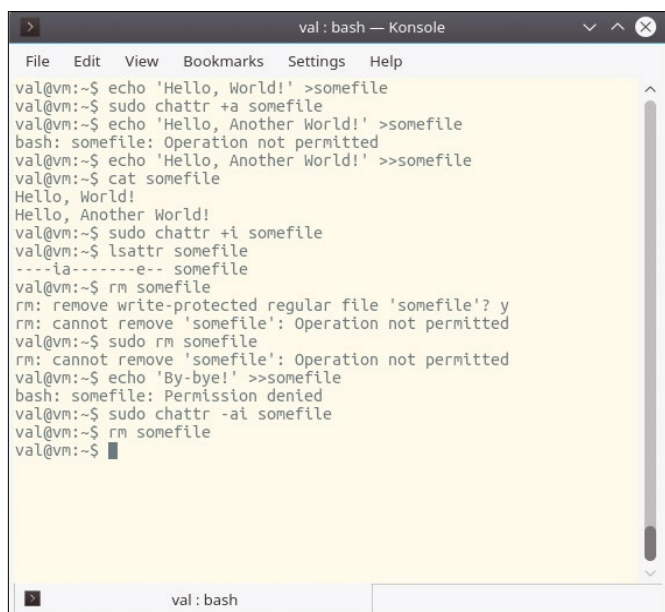 val : bash — Konsole
File Edit View Bookmarks Settings Help
val@vm:~$ echo 'Hello, World!' >somefile
val@vm:~$ sudo chattr +a somefile
val@vm:~$ echo 'Hello, Another World!' >somefile
bash: somefile: Operation not permitted
val@vm:~$ echo 'Hello, Another World!' >>somefile
val@vm:~$ cat somefile
Hello, World!
Hello, Another World!
val@vm:~$ sudo chattr +i somefile
val@vm:~$ lsattr somefile
----ia-------e-- somefile
val@vm:~$ rm somefile
rm: remove write-protected regular file 'somefile'? y
rm: cannot remove 'somefile': Operation not permitted
val@vm:~$ sudo rm somefile
rm: cannot remove 'somefile': Operation not permitted
val@vm:~$ echo 'By-bye!' >>somefile
bash: somefile: Permission denied
val@vm:~$ sudo chattr -ai somefile
val@vm:~$ rm somefile
val@vm:~$
val : bash